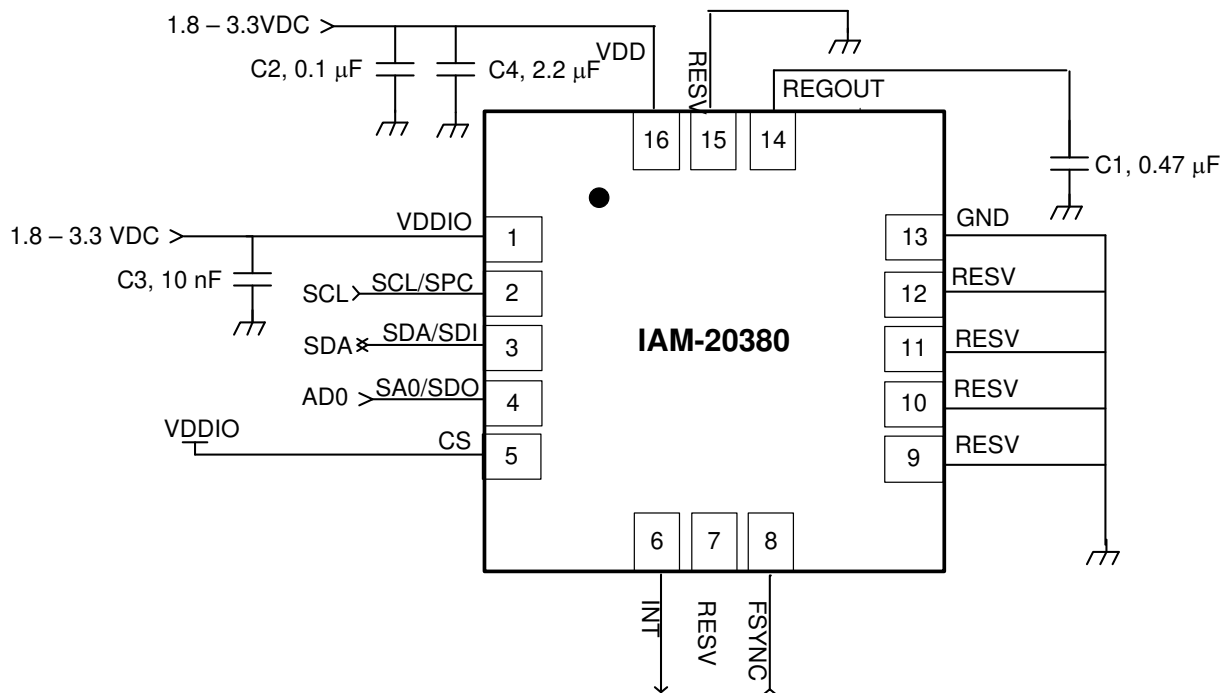 1.8 – 3.3VDC
VDD
RESV
C2, 0.1 μF
C4, 2.2 μF
REGOUT
16
15
14
C1, 0.47 μF
1.8 – 3.3 VDC
VDDIO
1
13
GND
C3, 10 nF
SCL
SCL/SPC
2
12
RESV
SDA
SDA/SDI
3
IAM-20380
11
RESV
AD0
SA0/SDO
4
10
RESV
VDDIO
CS
5
9
RESV
6
7
8
INT
RESV
FSYNC